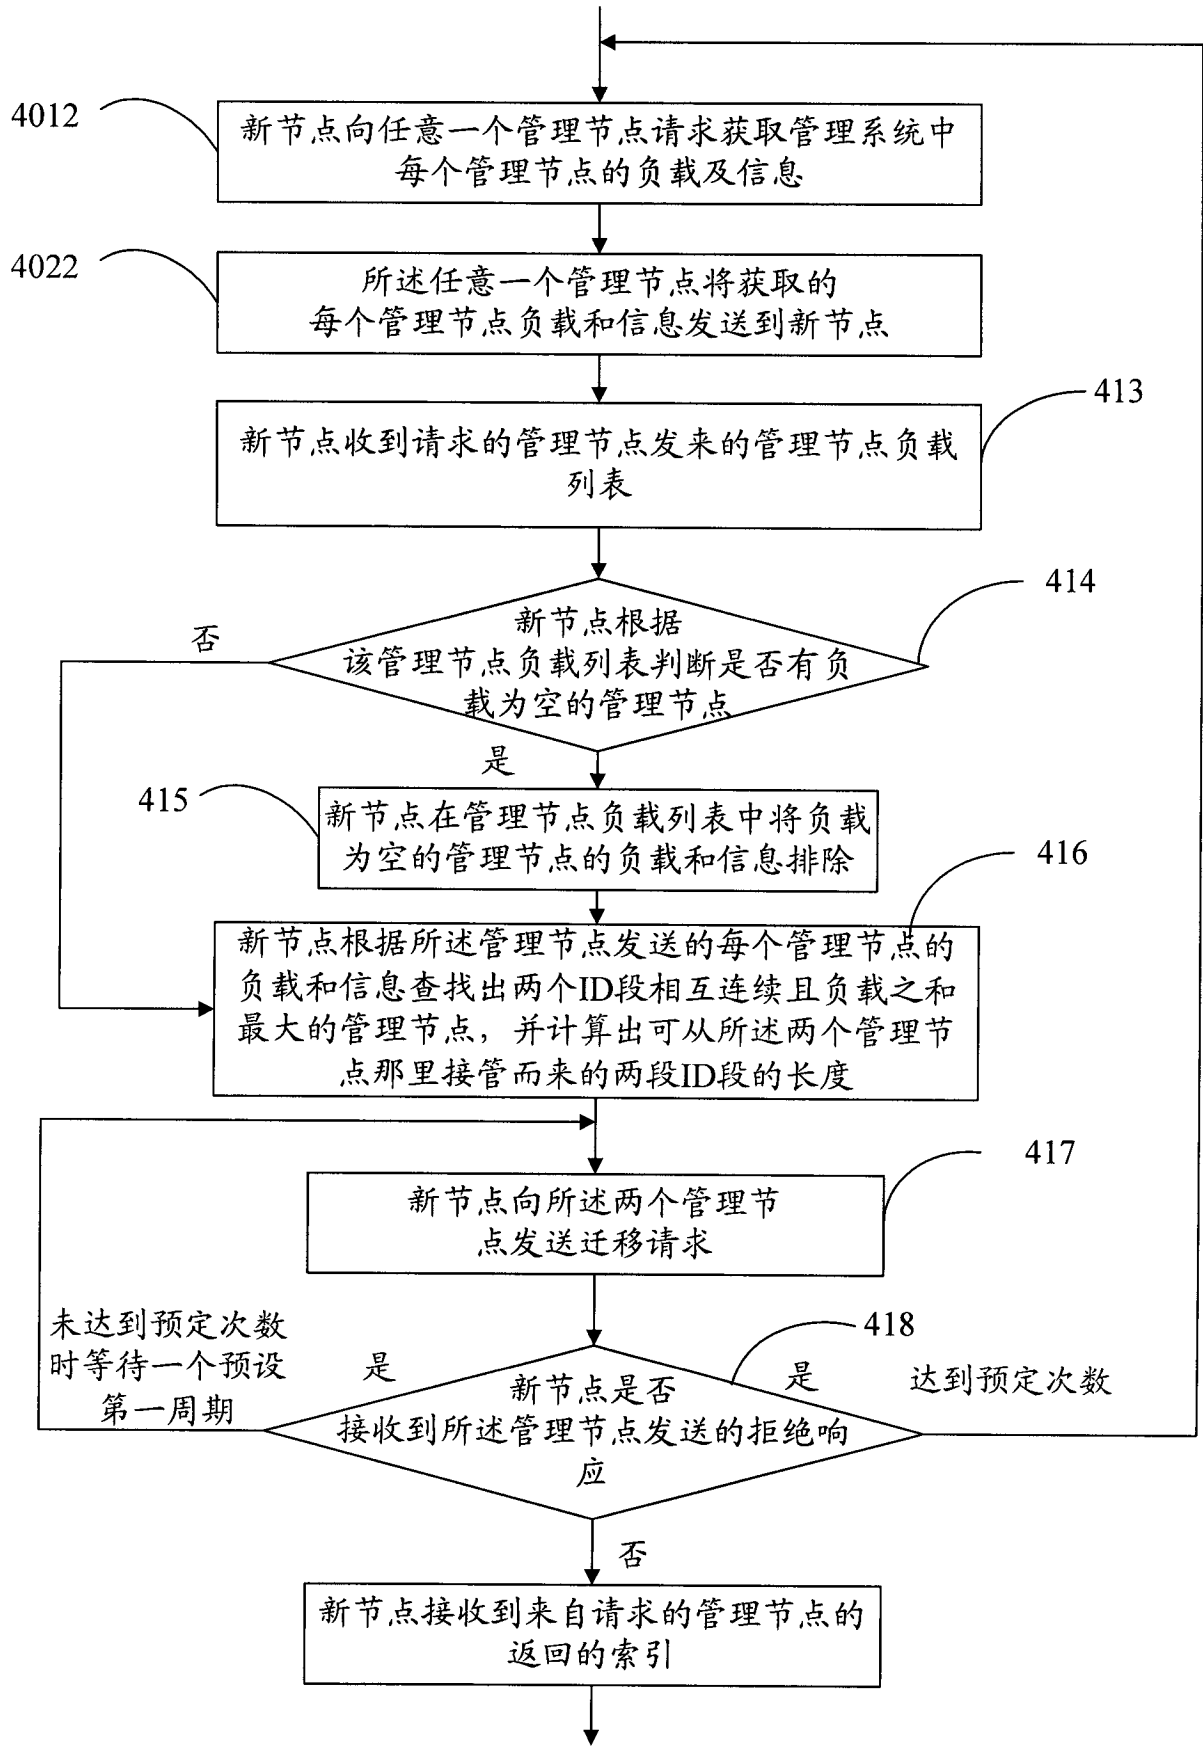 4012
新节点向任意一个管理节点请求获取管理系统中
每个管理节点的负载及信息
4022
所述任意一个管理节点将获取的
每个管理节点负载和信息发送到新节点
413
新节点收到请求的管理节点发来的管理节点负载
列表
414
新节点根据
该管理节点负载列表判断是否有负
载为空的管理节点
否
是
415
新节点在管理节点负载列表中将负载
为空的管理节点的负载和信息排除
416
新节点根据所述管理节点发送的每个管理节点的
负载和信息查找出两个ID段相互连续且负载之和
最大的管理节点，并计算出可从所述两个管理节
点那里接管而来的两段ID段的长度
417
新节点向所述两个管理节
点发送迁移请求
418
未达到预定次数
时等待一个预设
第一周期
是
新节点是否
接收到所述管理节点发送的拒绝响
应
是
达到预定次数
否
新节点接收到来自请求的管理节点的
返回的索引